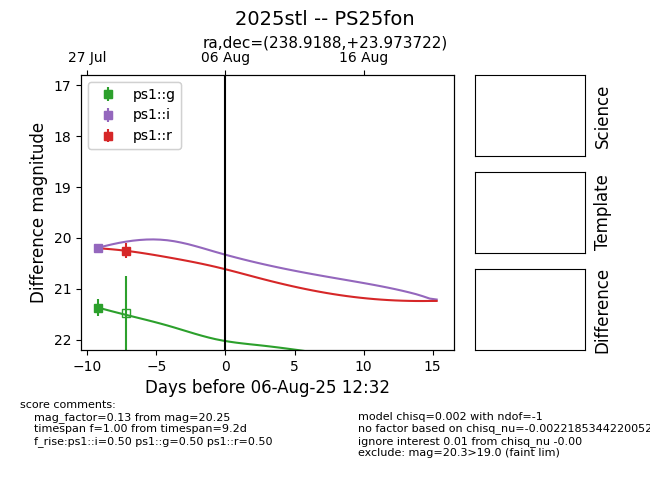 2025stl -- PS25fon
ra,dec=(238.9188,+23.973722)
27 Jul
06 Aug
16 Aug
ps1::g
ps1::i
ps1::r
17
18
19
20
21
22
Difference magnitude
−10
−5
0
5
10
15
Days before 06-Aug-25 12:32
Science
Template
Difference
score comments:
mag_factor=0.13 from mag=20.25
timespan f=1.00 from timespan=9.2d
f_rise:ps1::i=0.50 ps1::g=0.50 ps1::r=0.50
model chisq=0.002 with ndof=-1
no factor based on chisq_nu=-0.0022185344220052
ignore interest 0.01 from chisq_nu -0.00
exclude: mag=20.3>19.0 (faint lim)